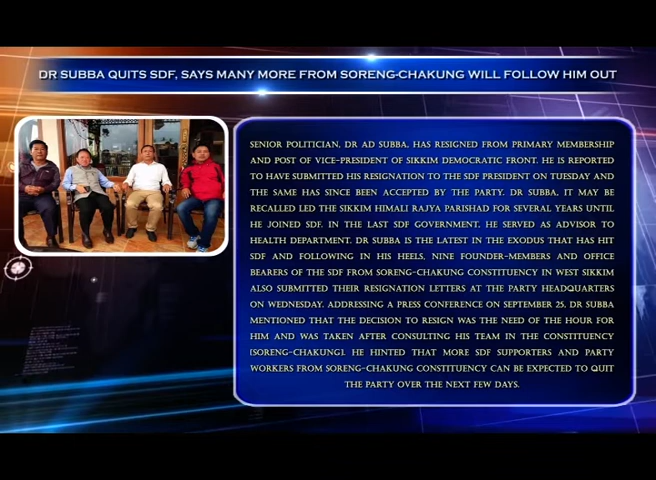 DR SUBBA QUITS SDF, SAYS MANY MORE FROM SORENG-CHAKUNG WILL FOLLOW HIM OUT
SENIOR POLITICIAN, DR AD SUBBA, HAS RESIGNED FROM PRIMARY MEMBERSHIP
AND POST OF VICE-PRESIDENT OF SIKKIM DEMOCRATIC FRONT. HE IS REPORTED
TO HAVE SUBMITTED HIS RESIGNATION TO THE SDF PRESIDENT ON TUESDAY AND
THE SAME HAS SINCE BEEN ACCEPTED BY THE PARTY. DR SUBBA, IT MAY BE
RECALLED LED THE SIKKIM HIMALI RAJYA PARISHAD FOR SEVERAL YEARS UNTIL
HE JOINED SDF. IN THE LAST SDF GOVERNMENT, HE SERVED AS ADVISOR TO
HEALTH DEPARTMENT. DR SUBBA IS THE LATEST IN THE EXODUS THAT HAS HIT
SDF AND FOLLOWING IN HIS HEELS, NINE FOUNDER-MEMBERS AND OFFICE
BEARERS OF THE SDF FROM SORENG-CHAKUNG CONSTITUENCY IN WEST SIKKIM
ALSO SUBMITTED THEIR RESIGNATION LETTERS AT THE PARTY HEADQUARTERS
ON WEDNESDAY. ADDRESSING A PRESS CONFERENCE ON SEPTEMBER 25, DR SUBBA
MENTIONED THAT THE DECISION TO RESIGN WAS THE NEED OF THE HOUR FOR
HIM AND WAS TAKEN AFTER CONSULTING HIS TEAM IN THE CONSTITUENCY
(SORENG-CHAKUNG). HE HINTED THAT MORE SDF SUPPORTERS AND PARTY
WORKERS FROM SORENG-CHAKUNG CONSTITUENCY CAN BE EXPECTED TO QUIT
THE PARTY OVER THE NEXT FEW DAYS.